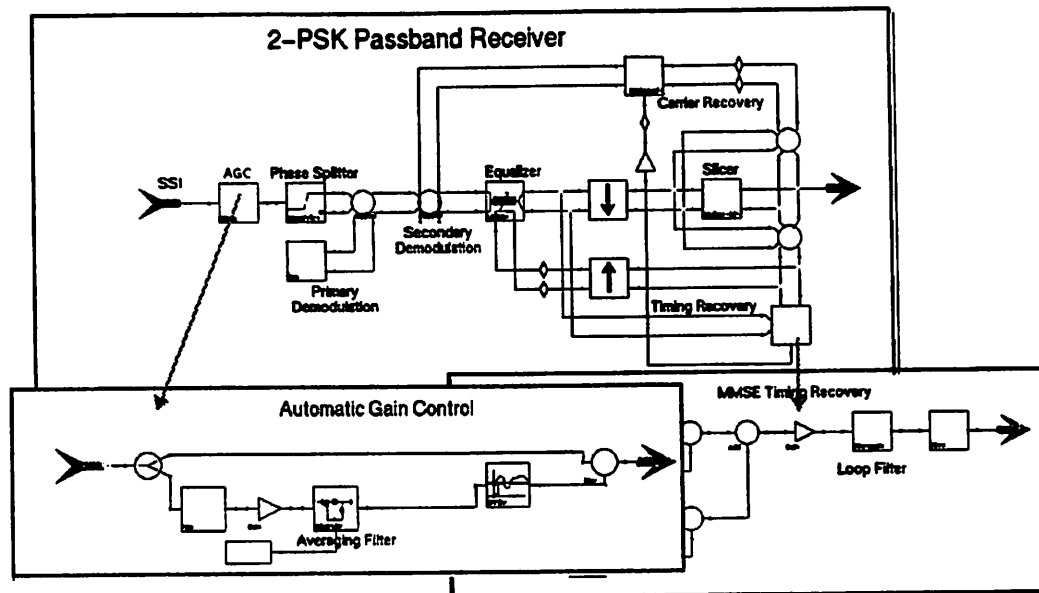 2-PSK Passband Receiver
Carrier Recovery
SSI
AGC
Phase Splitter
Equalizer
Slicer
Secondary
Demodulation
Primary
Demodulation
Timing Recovery
MMSE Timing Recovery
Automatic Gain Control
Loop Filter
Averaging Filter